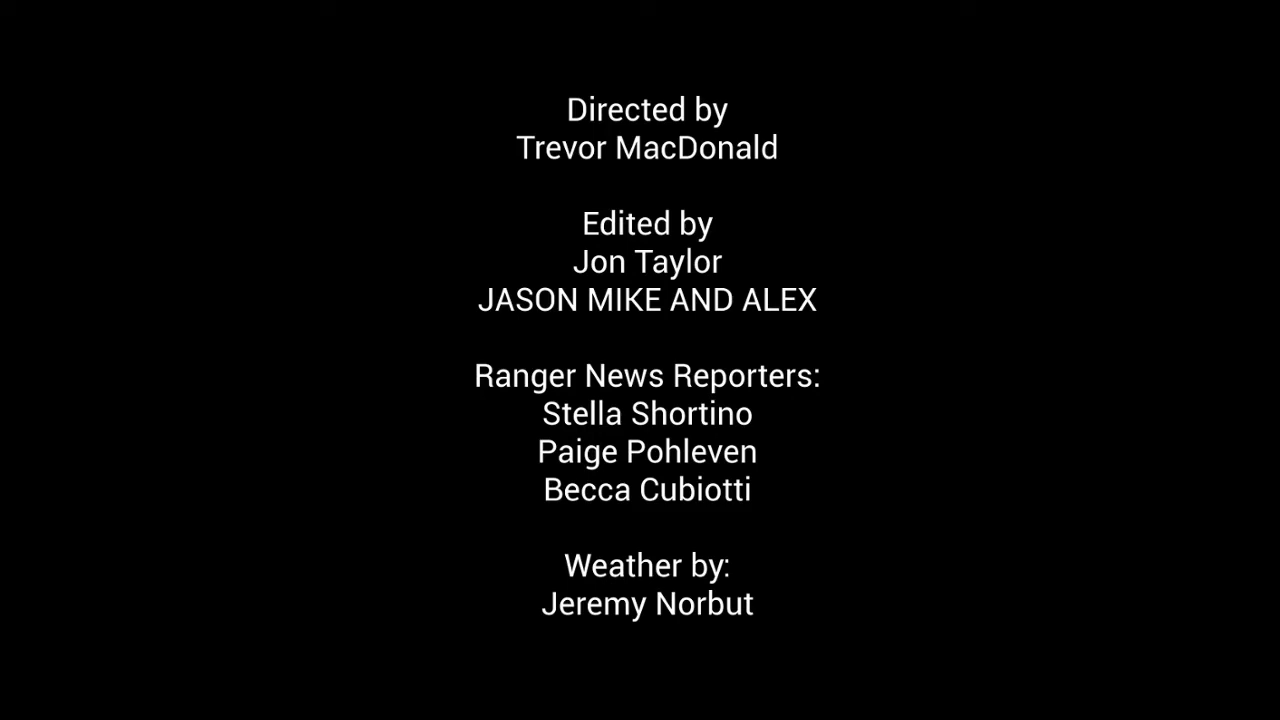 Directed by
Trevor MacDonald
Edited by
Jon Taylor
JASON MIKE AND ALEX
Ranger News Reporters:
Stella Shortino
Paige Pohleven
Becca Cubiotti
Weather by:
Jeremy Norbut